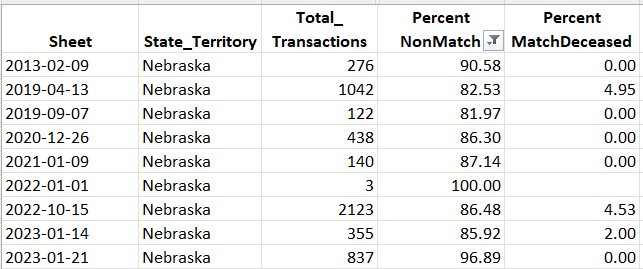 Total_ Percent Percent
Sheet State_Territory Transactions NonMatch MatchDeceased
2013-02-09 Nebraska 276 90.58 0.00
2019-04-13 Nebraska 1042 82.53 4.95
2019-09-07 Nebraska 122 81.97 0.00
2020-12-26 Nebraska 438 86.30 0.00
2021-01-09 Nebraska 140 87.14 0.00
2022-01-01 Nebraska 3 100.00
2022-10-15 Nebraska 2123 86.48 4.53
2023-01-14 Nebraska 355 85.92 2.00
2023-01-21 Nebraska 837 96.89 0.00